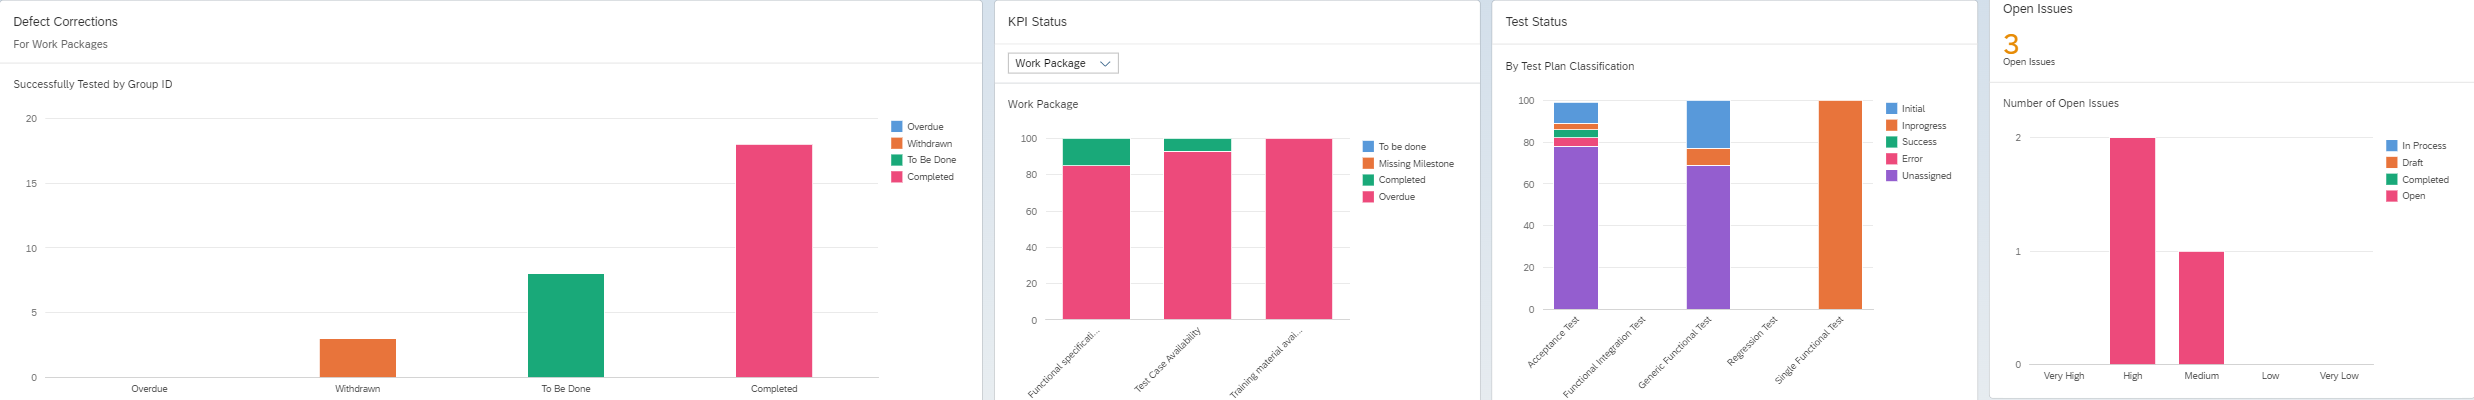 Defect Corrections
For Work Packages
Successfully Tested by Group ID
20
15
10
5
0
Overdue
Withdrawn
To Be Done
Completed
Overdue
Withdrawn
To Be Done
Completed
KPI Status
Work Package
Work Package
100
80
60
40
20
0
Functional specificati...
Test Case Availability
Training material avai...
To be done
Missing Milestone
Completed
Overdue
Test Status
By Test Plan Classification
100
80
60
40
20
0
Acceptance Test
Functional Integration Test
Generic Functional Test
Regression Test
Single Functional Test
Initial
Inprogress
Success
Error
Unassigned
Open Issues
3
Open Issues
Number of Open Issues
2
1
0
Very High
High
Medium
Low
Very Low
In Process
Draft
Completed
Open